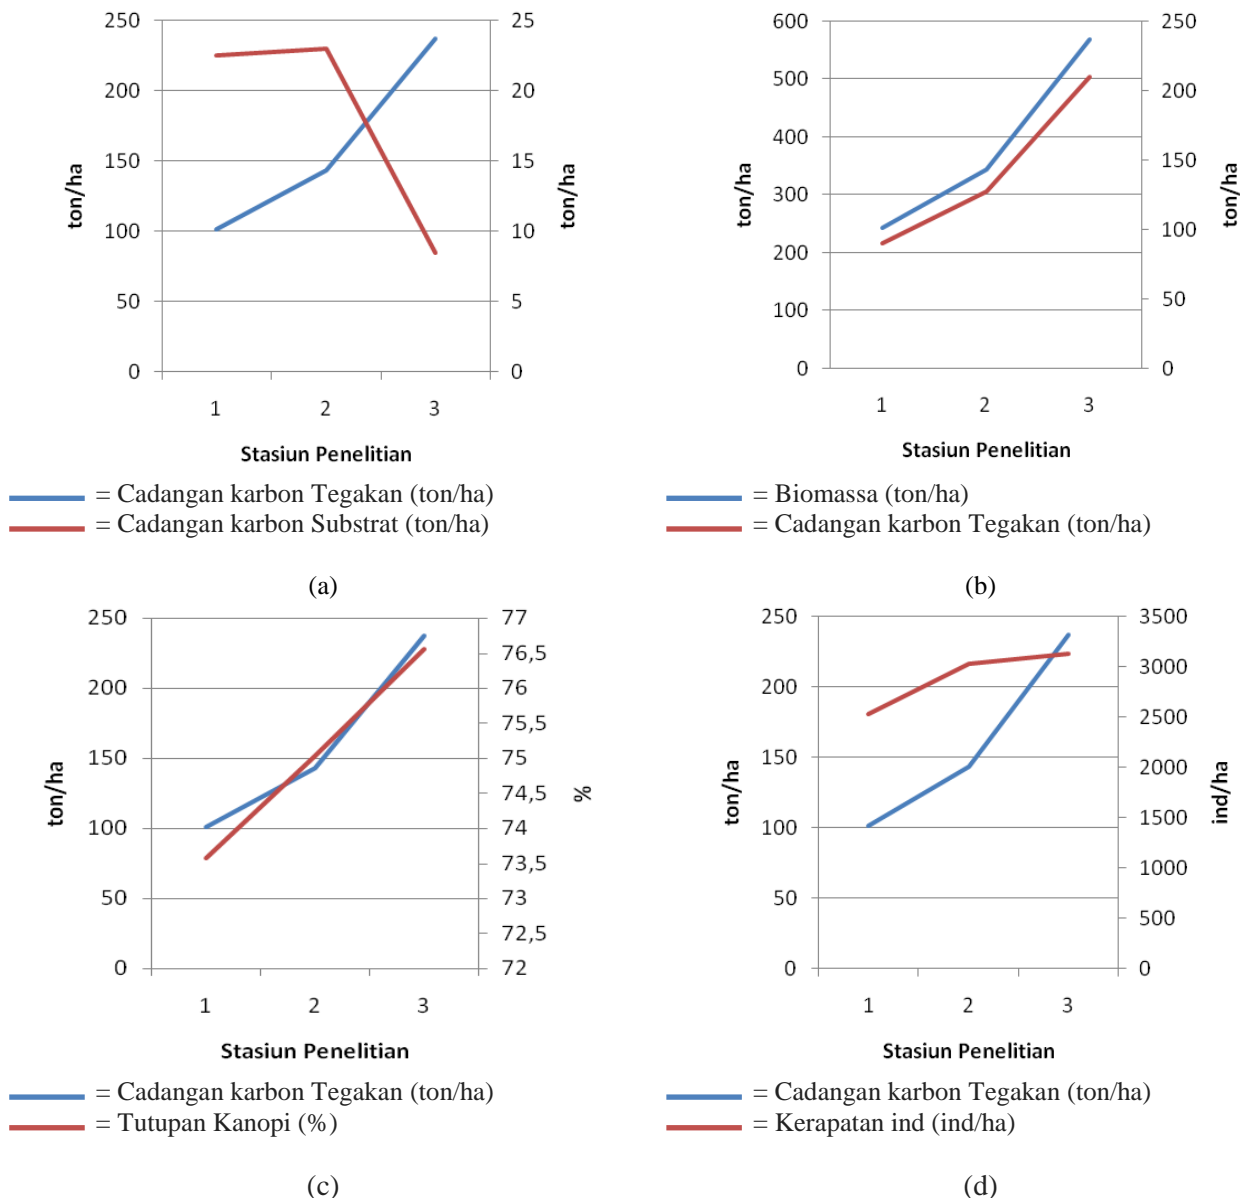 250
200
150
100
50
0
ton/ha
25
20
15
10
5
0
ton/ha
1 2 3
Stasiun Penelitian
= Cadangan karbon Tegakan (ton/ha)
= Cadangan karbon Substrat (ton/ha)
(a)
600
500
400
300
200
100
0
ton/ha
250
200
150
100
50
0
ton/ha
1 2 3
Stasiun Penelitian
= Biomassa (ton/ha)
= Cadangan karbon Tegakan (ton/ha)
(b)
250
200
150
100
50
0
ton/ha
77
76,5
76
75,5
75
74,5
74
73,5
73
72,5
72
%
1 2 3
Stasiun Penelitian
= Cadangan karbon Tegakan (ton/ha)
= Tutupan Kanopi (%)
(c)
250
200
150
100
50
0
ton/ha
3500
3000
2500
2000
1500
1000
500
0
ind/ha
1 2 3
Stasiun Penelitian
= Cadangan karbon Tegakan (ton/ha)
= Kerapatan ind (ind/ha)
(d)